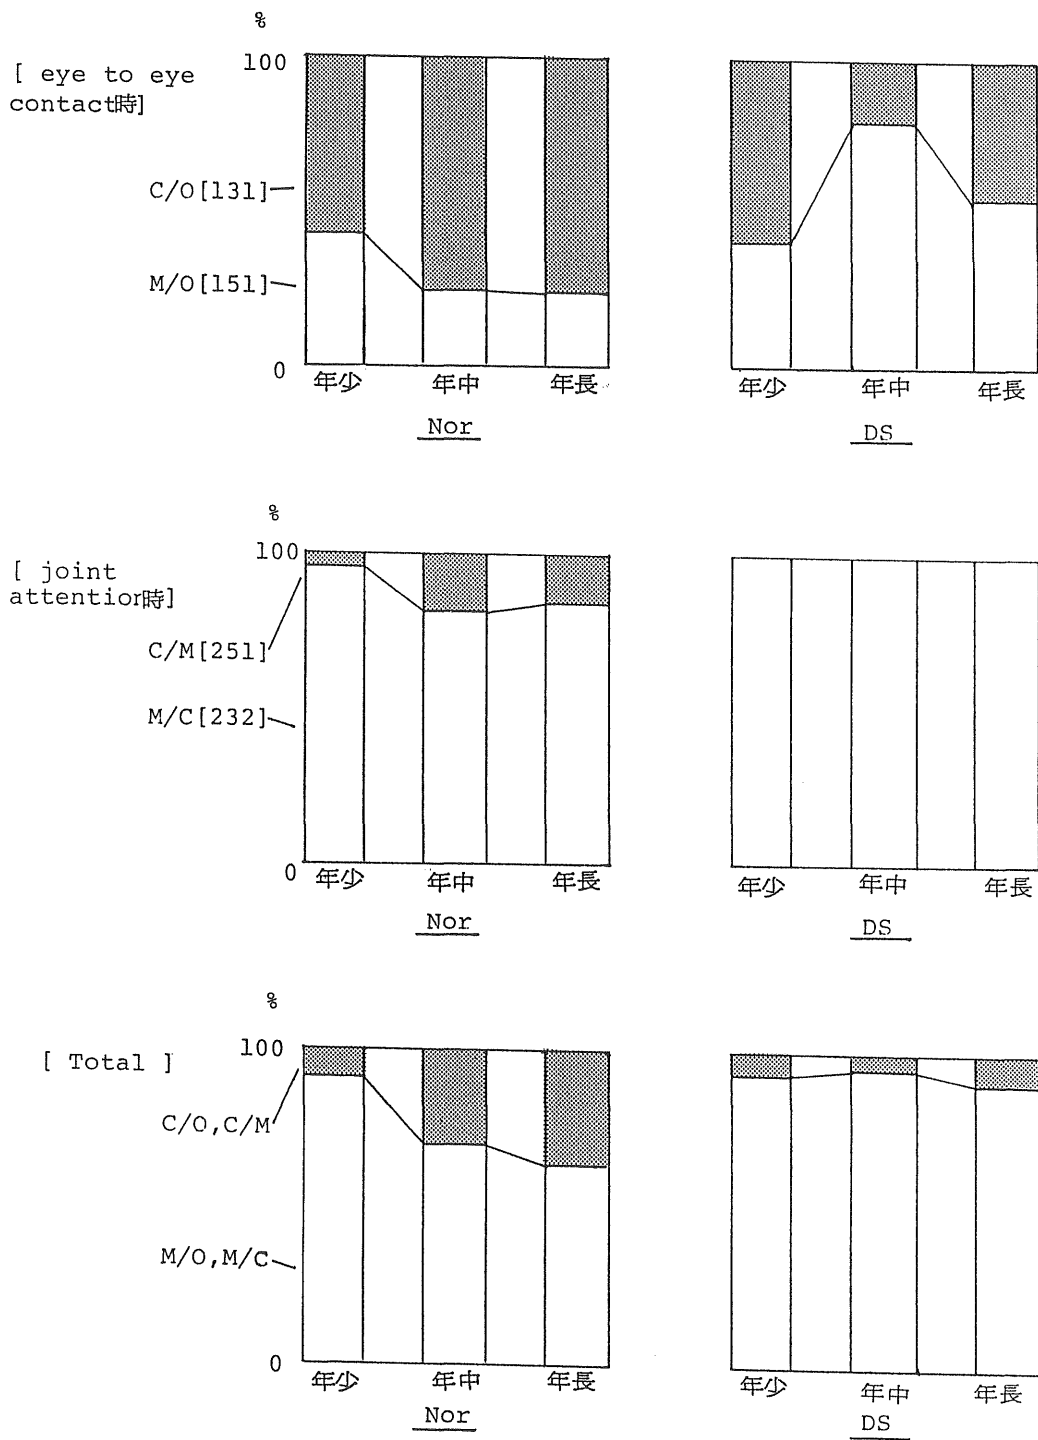 %
[ eye to eye
contact時]
100
C/O[131]
M/O[151]
0
年少 年中 年長
Nor
年少 年中 年長
DS
%
[ joint
attention時]
100
C/M[251]
M/C[232]
0
年少 年中 年長
Nor
年少 年中 年長
DS
%
[ Total ]
100
C/O,C/M
M/O,M/C
0
年少 年中 年長
Nor
年少 年中 年長
DS